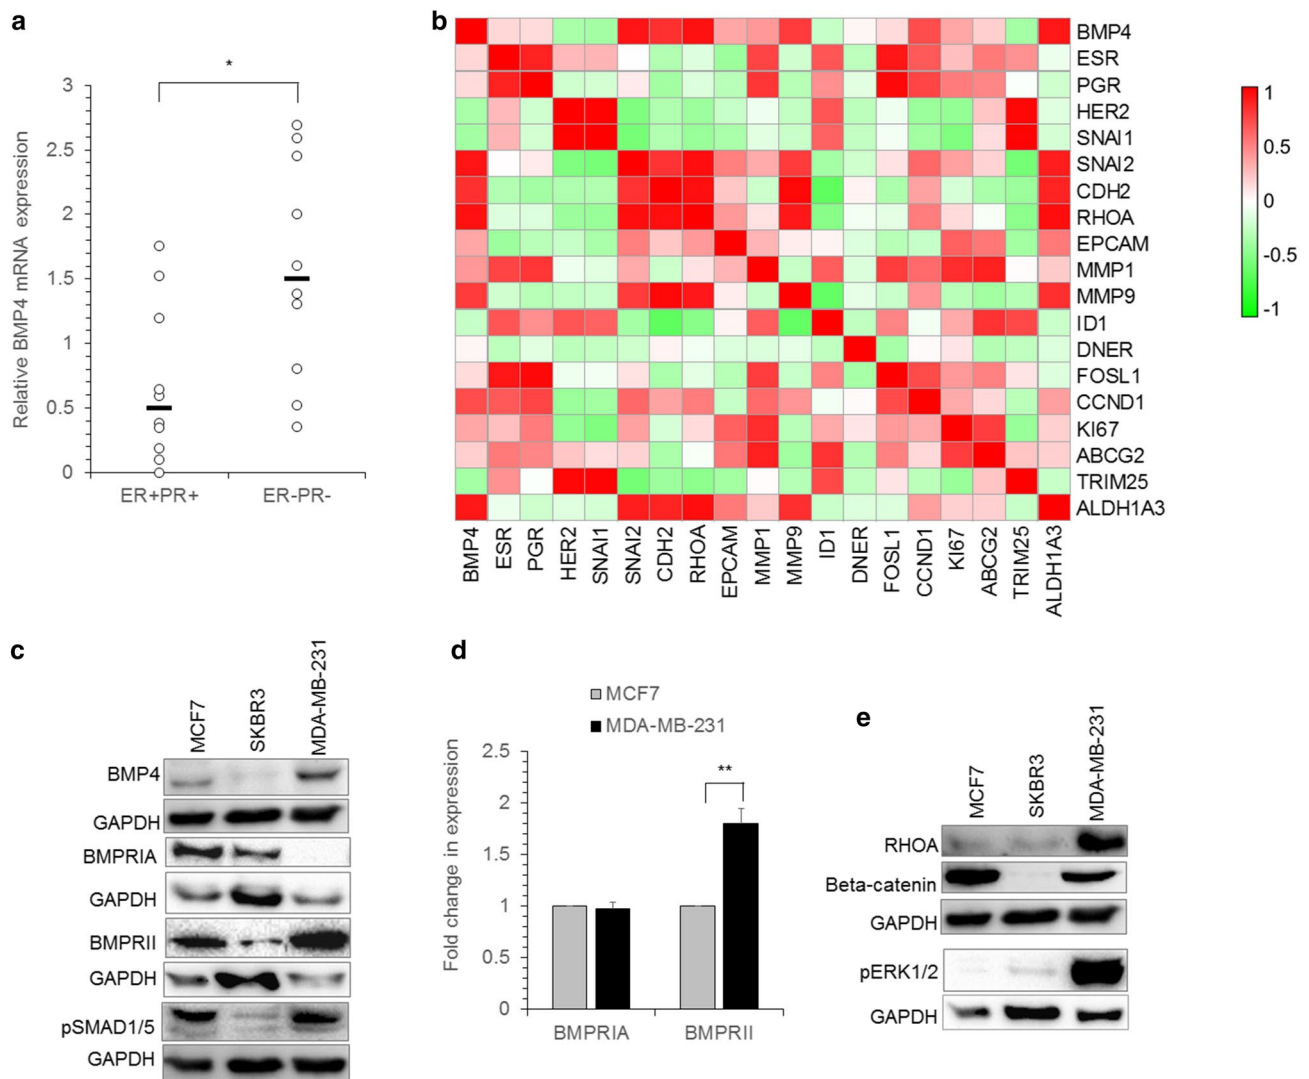 a
*
3
2.5
2
1.5
1
0.5
0
Relative BMP4 mRNA expression
ER+PR+
ER-PR-
b
BMP4
ESR
PGR
HER2
SNAI1
SNAI2
CDH2
RHOA
EPCAM
MMP1
MMP9
ID1
DNER
FOSL1
CCND1
KI67
ABCG2
TRIM25
ALDH1A3
BMP4
ESR
PGR
HER2
SNAI1
SNAI2
CDH2
RHOA
EPCAM
MMP1
MMP9
ID1
DNER
FOSL1
CCND1
KI67
ABCG2
TRIM25
ALDH1A3
1
0.5
0
-0.5
-1
c
MCF7
SKBR3
MDA-MB-231
BMP4
GAPDH
BMPRIA
GAPDH
BMPRII
GAPDH
pSMAD1/5
GAPDH
d
MCF7
MDA-MB-231
**
2.5
2
1.5
1
0.5
0
Fold change in expression
BMPRIA
BMPRII
e
MCF7
SKBR3
MDA-MB-231
RHOA
Beta-catenin
GAPDH
pERK1/2
GAPDH